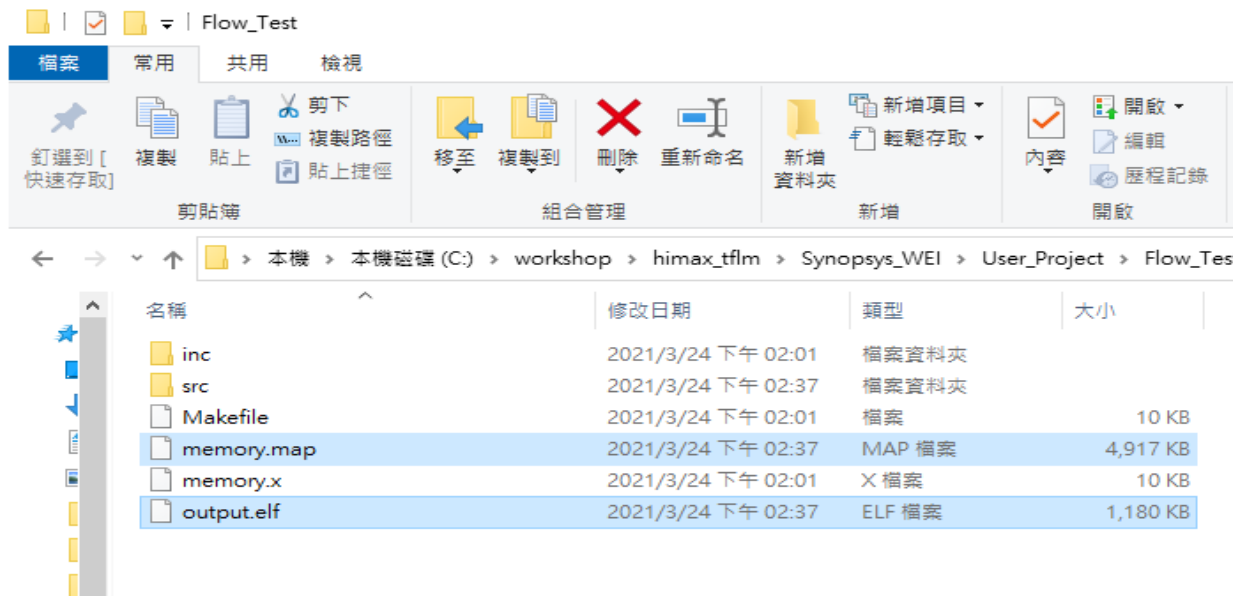 Flow_Test
檔案 常用 共用 檢視
釘選到 [
快速存取]
複製
貼上
剪下
複製路徑
貼上捷徑
剪貼簿
移至
複製到
刪除
重新命名
組合管理
新增
資料夾
新增項目
輕鬆存取
新增
內容
開啟
編輯
歷程記錄
開啟
本機 > 本機磁碟 (C:) > workshop > himax_tflm > Synopsys_WEI > User_Project > Flow_Tes
名稱 修改日期 類型 大小
inc 2021/3/24 下午 02:01 檔案資料夾
src 2021/3/24 下午 02:37 檔案資料夾
Makefile 2021/3/24 下午 02:01 檔案 10 KB
memory.map 2021/3/24 下午 02:37 MAP 檔案 4,917 KB
memory.x 2021/3/24 下午 02:01 X 檔案 10 KB
output.elf 2021/3/24 下午 02:37 ELF 檔案 1,180 KB